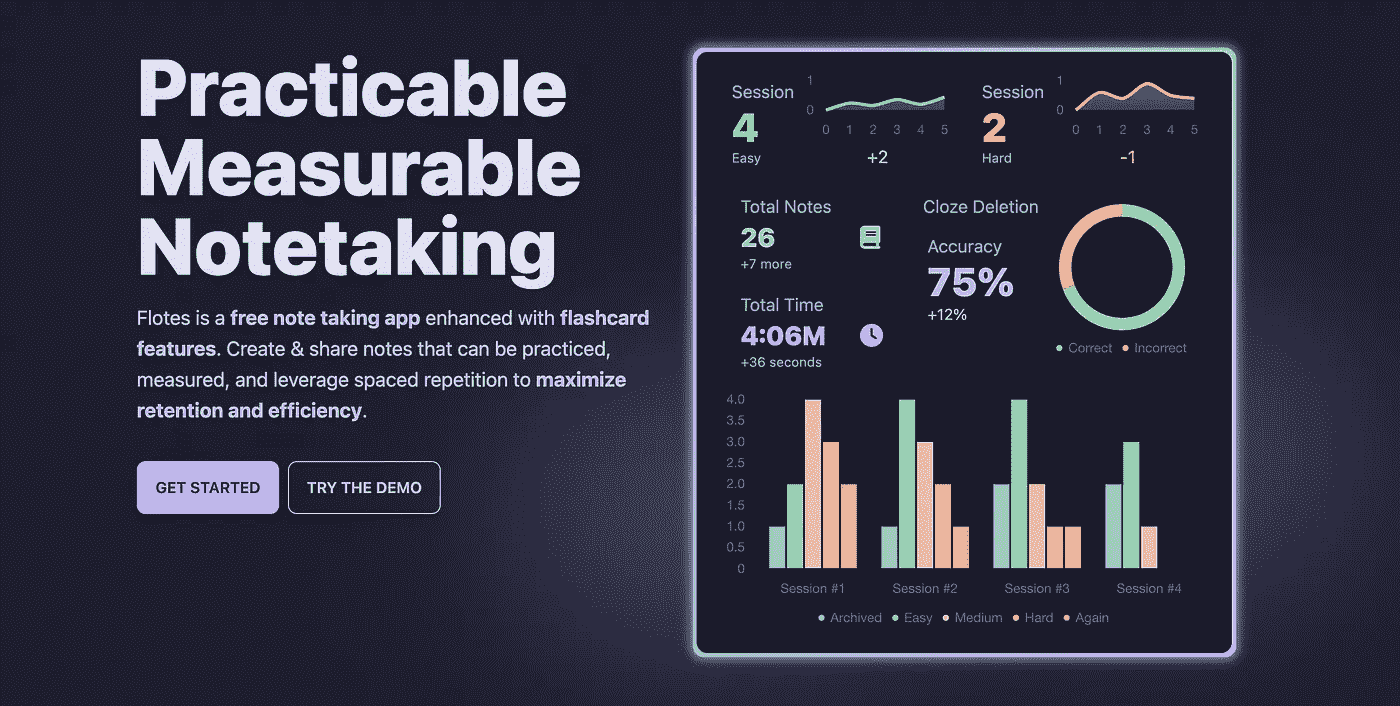 Practicable
Measurable
Notetaking
Flotes is a free note taking app enhanced with flashcard
features. Create & share notes that can be practiced,
measured, and leverage spaced repetition to maximize
retention and efficiency.
GET STARTED
TRY THE DEMO
Session
4
Easy
1
0
0 1 2 3 4 5
+2
Session
2
Hard
1
0
0 1 2 3 4 5
-1
Total Notes
26
+7 more
Total Time
4:06M
+36 seconds
Cloze Deletion
Accuracy
75%
+12%
Correct Incorrect
4.0
3.5
3.0
2.5
2.0
1.5
1.0
0.5
0
Session #1 Session #2 Session #3 Session #4
Archived Easy Medium Hard Again